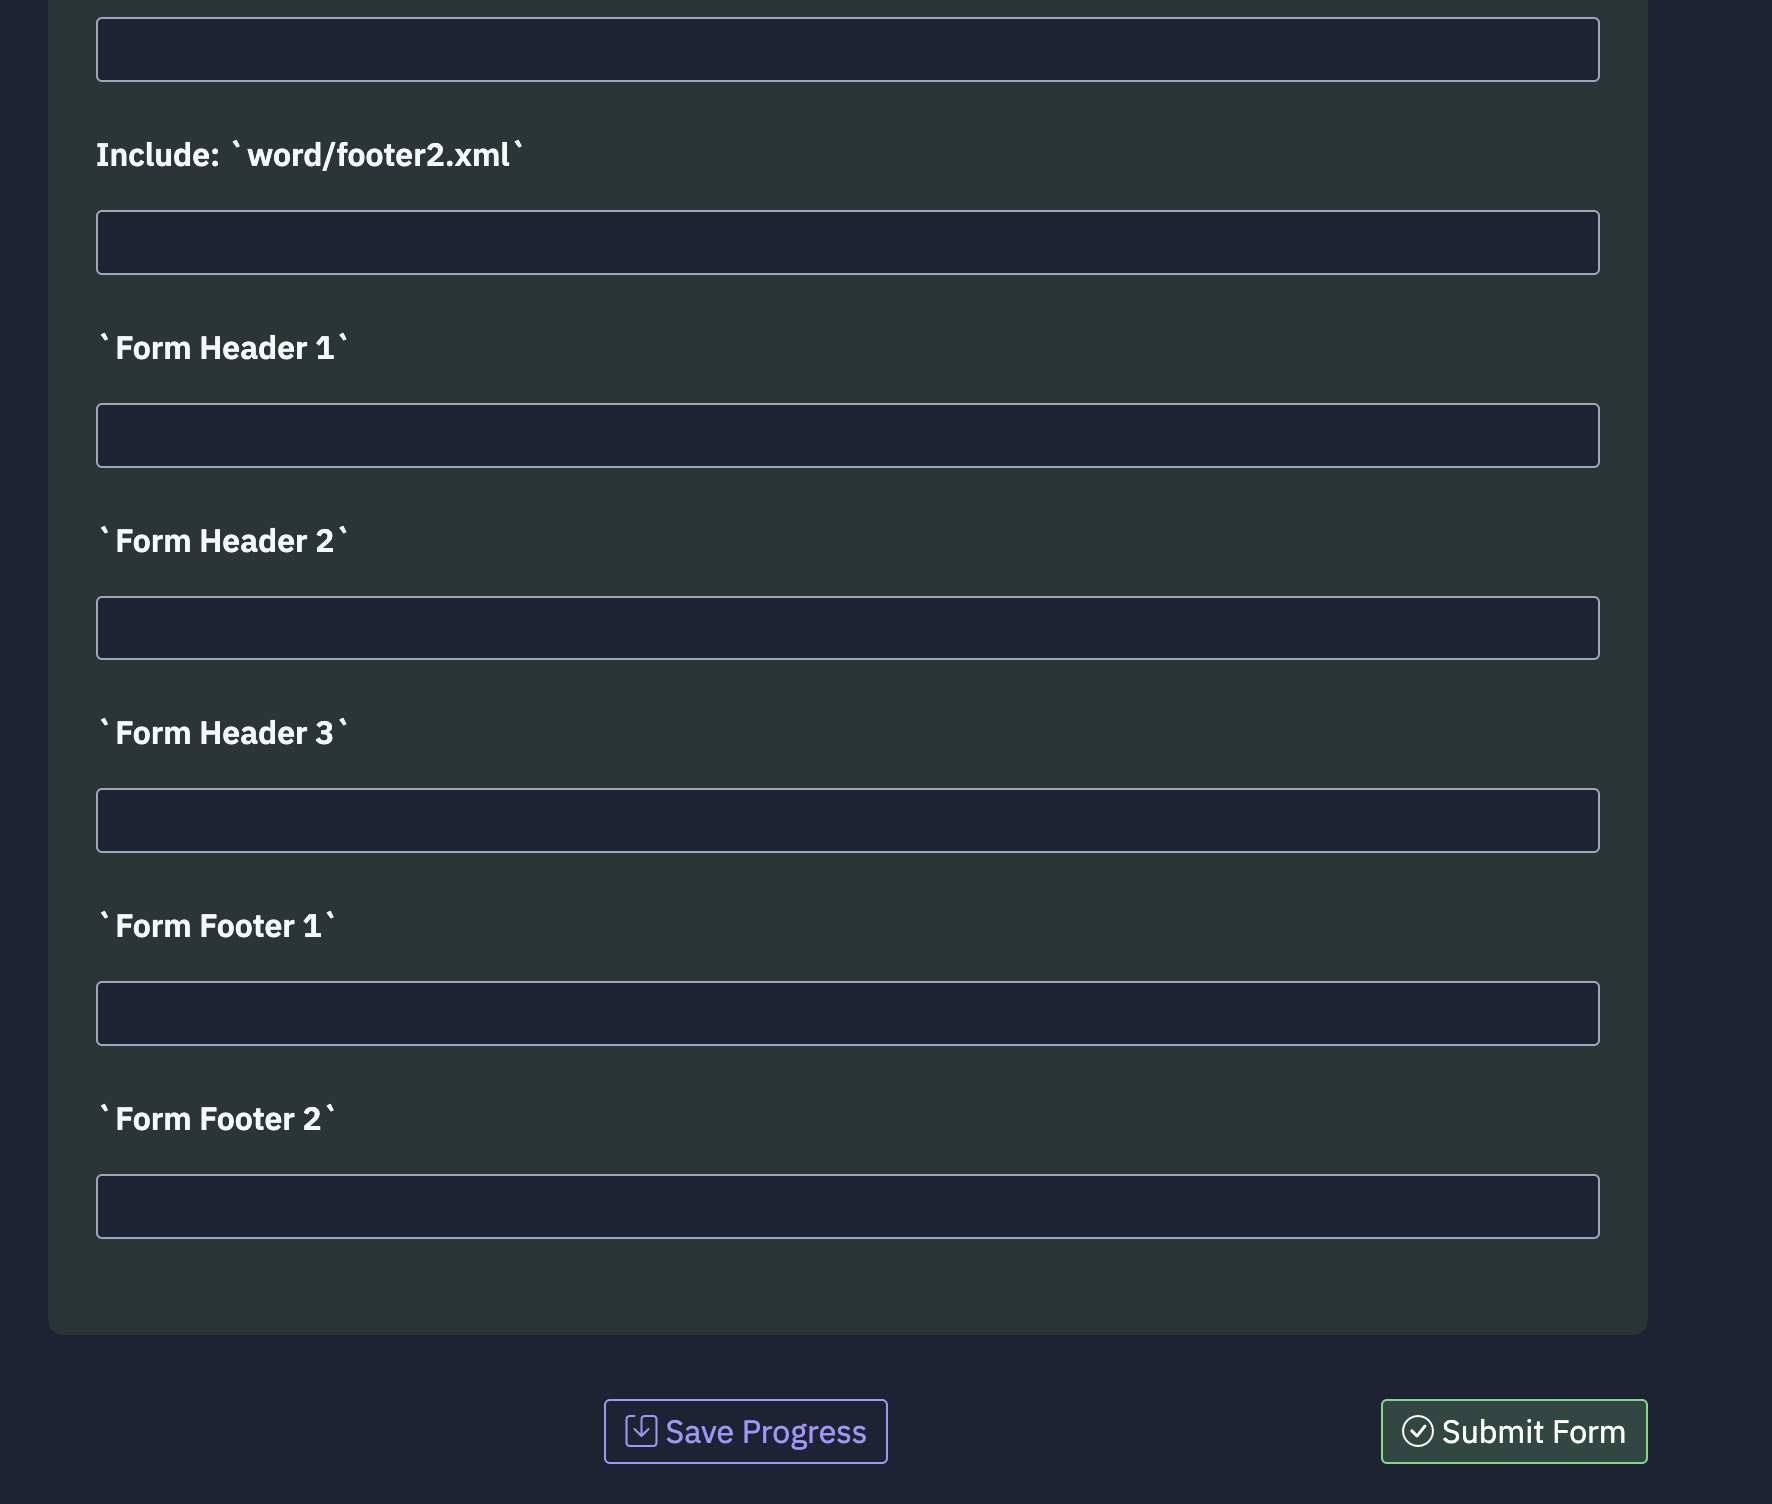 Include: `word/footer2.xml`
`Form Header 1`
`Form Header 2`
`Form Header 3`
`Form Footer 1`
`Form Footer 2`
Save Progress
Submit Form